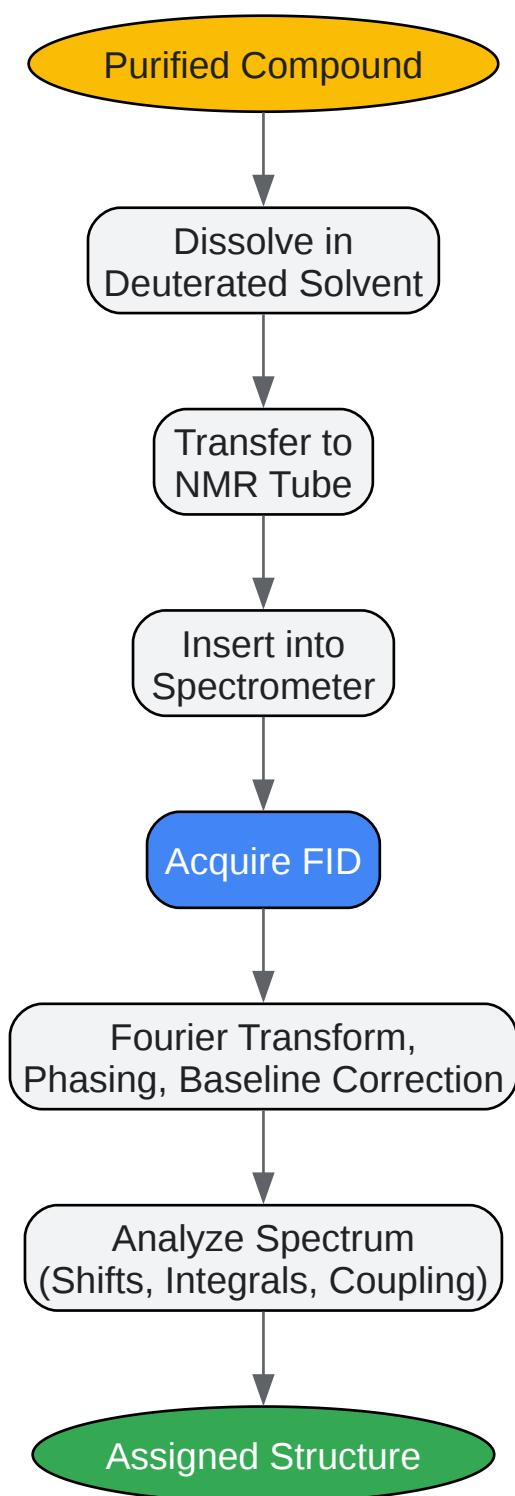 Purified Compound
Dissolve in
Deuterated Solvent
Transfer to
NMR Tube
Insert into
Spectrometer
Acquire FID
Fourier Transform,
Phasing, Baseline Correction
Analyze Spectrum
(Shifts, Integrals, Coupling)
Assigned Structure